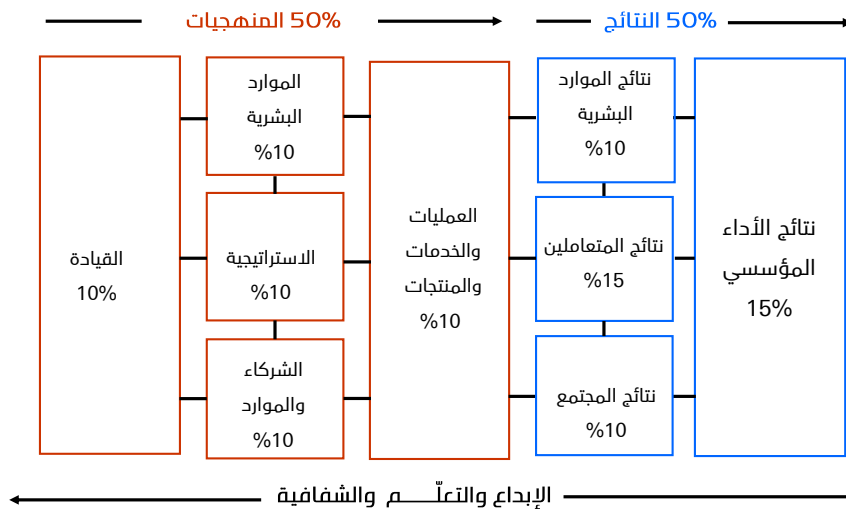 50% المنهجيات
50% النتائج
القيادة
10%
الموارد
البشرية
%10
الاستراتيجية
%10
الشركاء
والموارد
%10
العمليات
والخدمات
والمنتجات
%10
نتائج الموارد
البشرية
%10
نتائج المتعاملين
%15
نتائج المجتمع
%10
نتائج الأداء
المؤسسي
15%
الإبداع والتعلّـــــم والشفافية